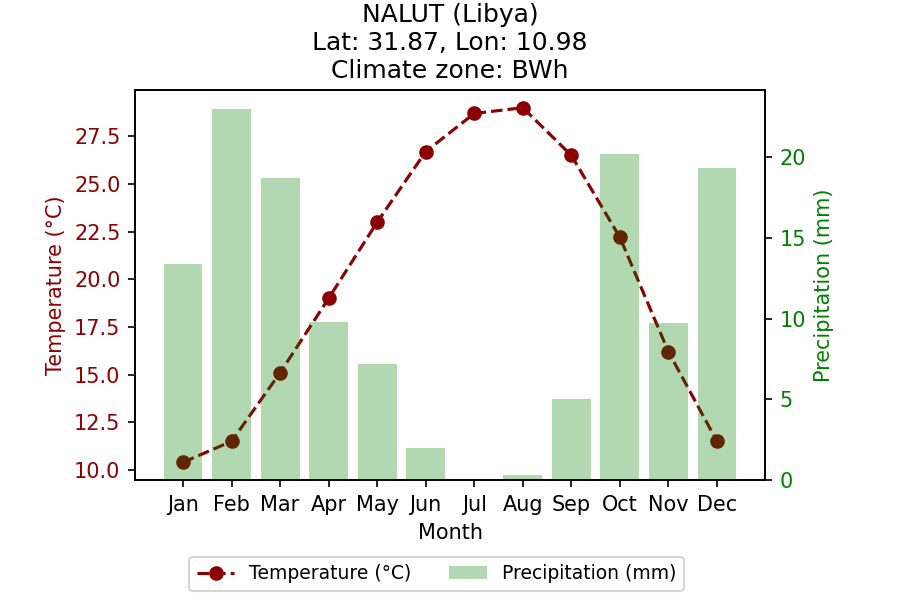 NALUT (Libya)
Lat: 31.87, Lon: 10.98
Climate zone: BWh
Temperature (°C)
27.5
25.0
22.5
20.0
17.5
15.0
12.5
10.0
20
15
10
5
0
Precipitation (mm)
Jan Feb Mar Apr May Jun Jul Aug Sep Oct Nov Dec
Month
Temperature (°C) Precipitation (mm)